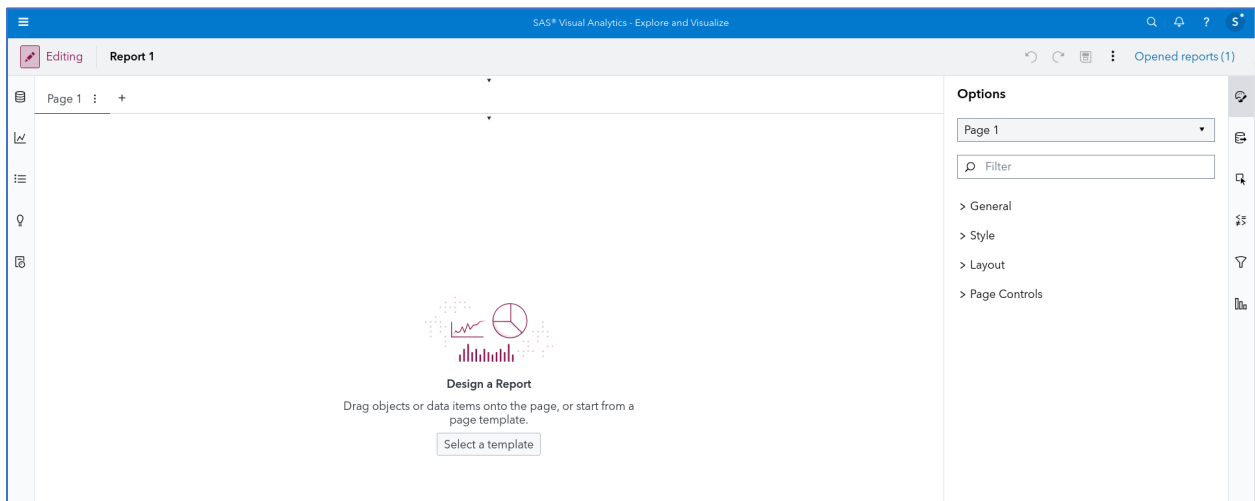 SAS® Visual Analytics - Explore and Visualize
?
S
Editing
Report 1
Opened reports (1)
Page 1
+
Options
Page 1
Filter
> General
> Style
> Layout
> Page Controls
Design a Report
Drag objects or data items onto the page, or start from a
page template.
Select a template